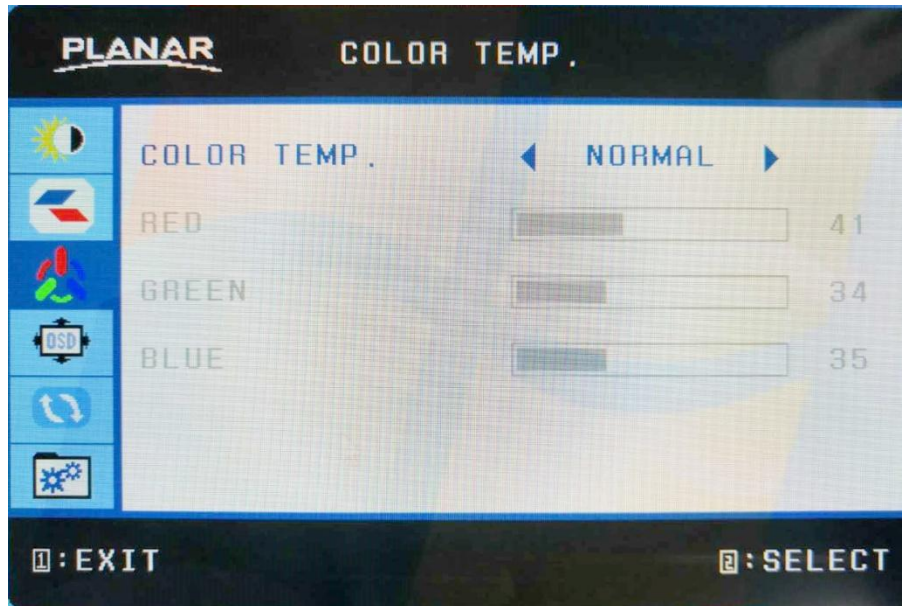 PLANAR COLOR TEMP.
COLOR TEMP. NORMAL
RED 41
GREEN 34
OSD
BLUE 35
1:EXIT 2:SELECT